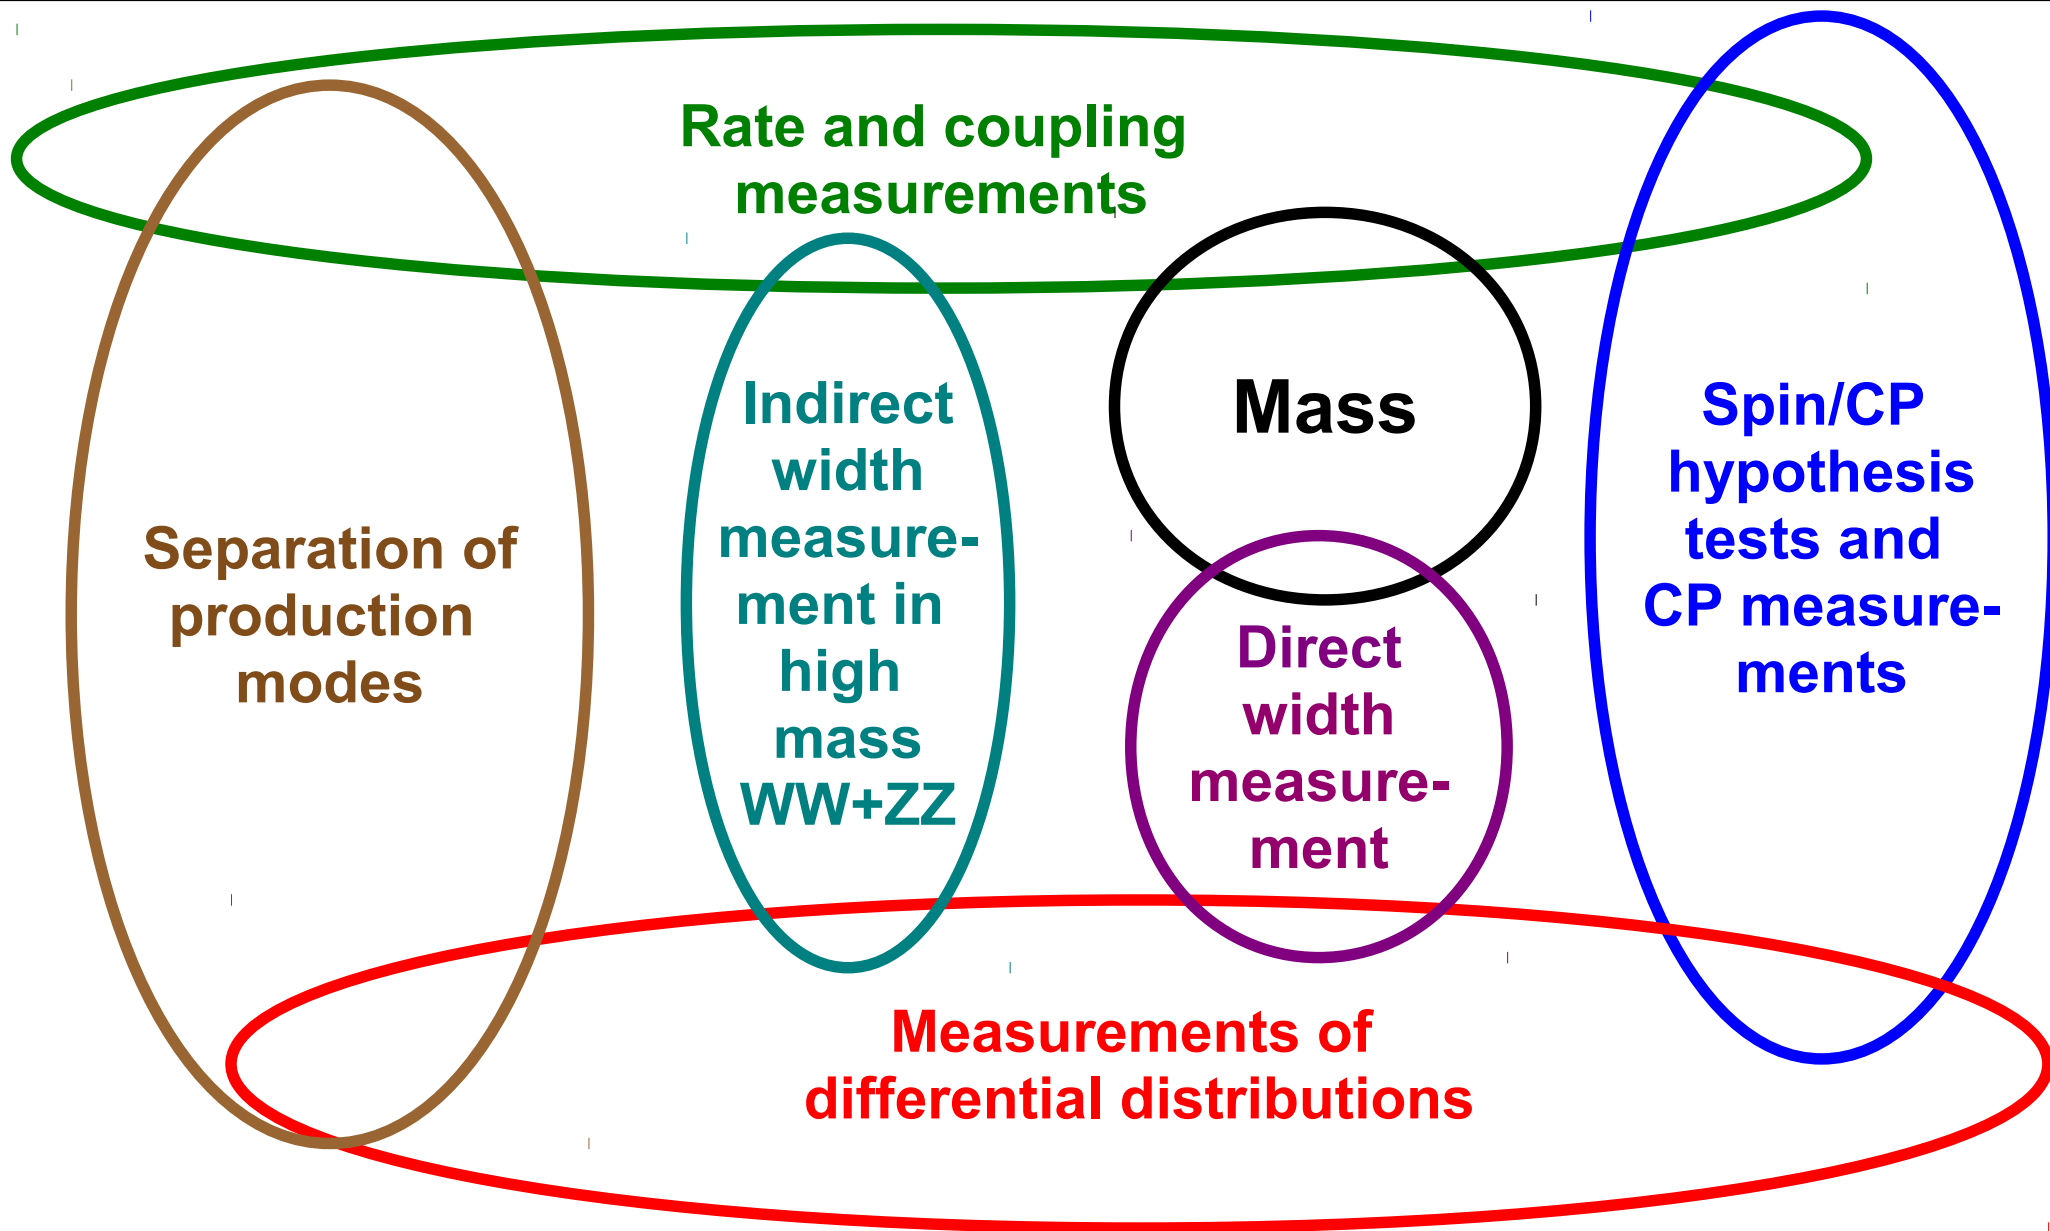 Rate and coupling
measurements
Separation of
production
modes
Indirect
width
measure-
ment in
high
mass
WW+ZZ
Mass
Direct
width
measure-
ment
Spin/CP
hypothesis
tests and
CP measure-
ments
Measurements of
differential distributions